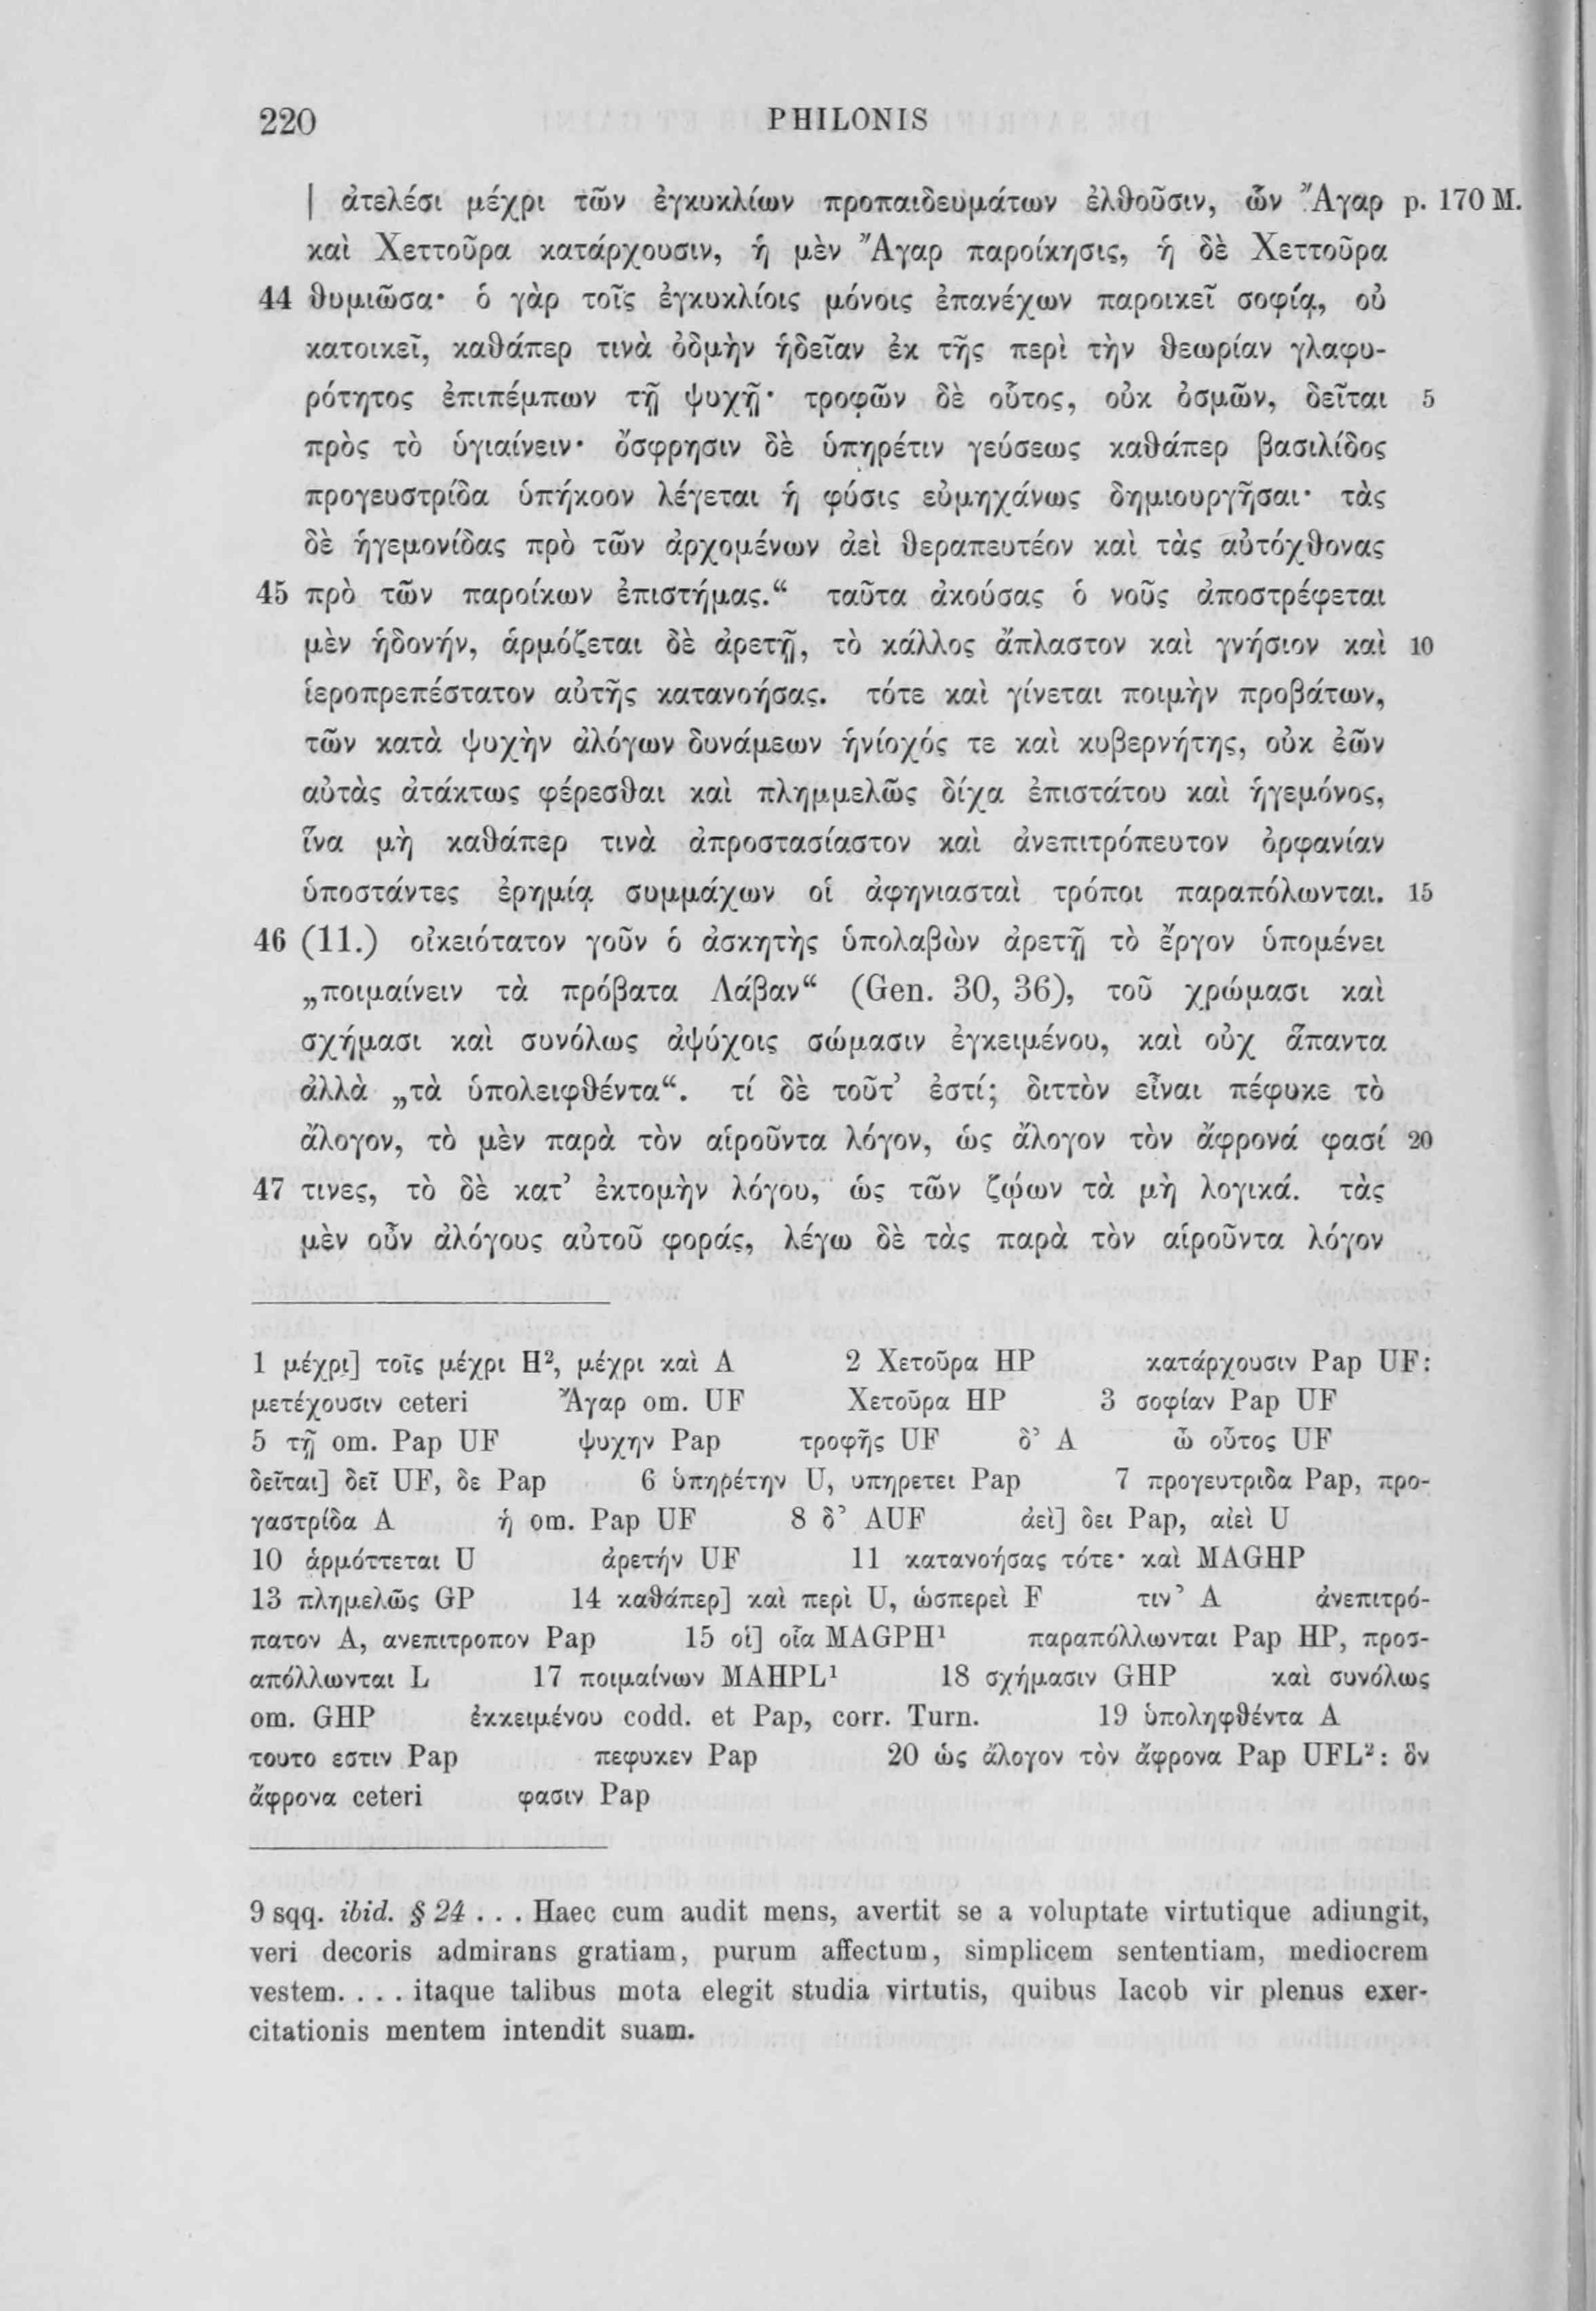 220 PHILONIS
| ἀτελέσι μέχρι τῶν ἐγκυκλίων προπαιδευμάτων ἐλθοῦσιν, ὧν Ἄγαρ p. 170 M.
καὶ Χεττοῦρα κατάρχουσιν, ἡ μὲν Ἄγαρ παροίκησις, ἡ δὲ Χεττοῦρα
44 θυμιῶσα· ὁ γὰρ τοῖς ἐγκυκλίοις μόνοις ἐπανέχων παροικεῖ σοφίᾳ, οὐ
κατοικεῖ, καθάπερ τινὰ ὀδμὴν ἡδεῖαν ἐκ τῆς περὶ τὴν θεωρίαν γλαφυ-
ρότητος ἐπιπέμπων τῇ ψυχῇ· τροφῶν δὲ οὗτος, οὐκ ὀσμῶν, δεῖται 5
πρὸς τὸ ὑγιαίνειν· ὄσφρησιν δὲ ὑπηρέτιν γεύσεως καθάπερ βασιλίδος
προγευστρίδα ὑπήκοον λέγεται ἡ φύσις εὐμηχάνως δημιουργῆσαι· τὰς
δὲ ἡγεμονίδας πρὸ τῶν ἀρχομένων ἀεὶ θεραπευτέον καὶ τὰς αὐτόχθονας
45 πρὸ τῶν παροίκων ἐπιστήμας.“ ταῦτα ἀκούσας ὁ νοῦς ἀποστρέφεται
μὲν ἡδονήν, ἁρμόζεται δὲ ἀρετῇ, τὸ κάλλος ἄπλαστον καὶ γνήσιον καὶ 10
ἱεροπρεπέστατον αὐτῆς κατανοήσας. τότε καὶ γίνεται ποιμὴν προβάτων,
τῶν κατὰ ψυχὴν ἀλόγων δυνάμεων ἡνίοχός τε καὶ κυβερνήτης, οὐκ ἐῶν
αὐτὰς ἀτάκτως φέρεσθαι καὶ πλημμελῶς δίχα ἐπιστάτου καὶ ἡγεμόνος,
ἵνα μὴ καθάπερ τινὰ ἀπροστασίαστον καὶ ἀνεπιτρόπευτον ὀρφανίαν
ὑποστάντες ἐρημίᾳ συμμάχων οἱ ἀφηνιασταὶ τρόποι παραπόλωνται. 15
46 (11.) οἰκειότατον γοῦν ὁ ἀσκητὴς ὑπολαβὼν ἀρετῇ τὸ ἔργον ὑπομένει
„ποιμαίνειν τὰ πρόβατα Λάβαν“ (Gen. 30, 36), τοῦ χρώμασι καὶ
σχήμασι καὶ συνόλως ἀψύχοις σώμασιν ἐγκειμένου, καὶ οὐχ ἅπαντα
ἀλλὰ „τὰ ὑπολειφθέντα“. τί δὲ τοῦτ’ ἐστί; διττὸν εἶναι πέφυκε τὸ
ἄλογον, τὸ μὲν παρὰ τὸν αἱροῦντα λόγον, ὡς ἄλογον τὸν ἄφρονά φασί 20
47 τινες, τὸ δὲ κατ’ ἐκτομὴν λόγου, ὡς τῶν ζῴων τὰ μὴ λογικά. τὰς
μὲν οὖν ἀλόγους αὐτοῦ φοράς, λέγω δὲ τὰς παρὰ τὸν αἱροῦντα λόγον
1 μέχρι] τοῖς μέχρι H², μέχρι καὶ A 2 Χετοῦρα HP κατάρχουσιν Pap UF:
μετέχουσιν ceteri Ἄγαρ om. UF Χετοῦρα HP 3 σοφίαν Pap UF
5 τῇ om. Pap UF ψυχην Pap τροφῆς UF δ’ A ὧ οὗτος UF
δεῖται] δεῖ UF, δε Pap 6 ὑπηρέτην U, υπηρετει Pap 7 προγευτριδα Pap, προ-
γαστρίδα A ἡ om. Pap UF 8 δ’ AUF ἀεὶ] δει Pap, αἰεὶ U
10 ἁρμόττεται U ἀρετήν UF 11 κατανοήσας τότε· καὶ MAGHP
13 πλημελῶς GP 14 καθάπερ] καὶ περὶ U, ὡσπερεὶ F τιν’ A ἀνεπιτρό-
πατον A, ανεπιτροπον Pap 15 οἱ] οἷα MAGPH¹ παραπόλλωνται Pap HP, προσ-
απόλλωνται L 17 ποιμαίνων MAHPL¹ 18 σχήμασιν GHP καὶ συνόλως
om. GHP ἐκκειμένου codd. et Pap, corr. Turn. 19 ὑποληφθέντα A
τουτο εστιν Pap πεφυκεν Pap 20 ὡς ἄλογον τὸν ἄφρονα Pap UFL²: ὃν
ἄφρονα ceteri φασιν Pap
9 sqq. ibid. § 24 . . . Haec cum audit mens, avertit se a voluptate virtutique adiungit,
veri decoris admirans gratiam, purum affectum, simplicem sententiam, mediocrem
vestem. . . . itaque talibus mota elegit studia virtutis, quibus Iacob vir plenus exer-
citationis mentem intendit suam.